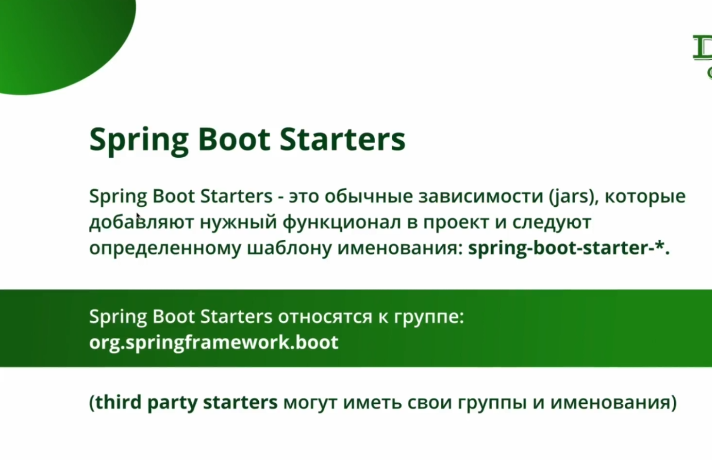 Spring Boot Starters
Spring Boot Starters - это обычные зависимости (jars), которые
добавляют нужный функционал в проект и следуют
определенному шаблону именования: spring-boot-starter-*.
Spring Boot Starters относятся к группе:
org.springframework.boot
(third party starters могут иметь свои группы и именования)